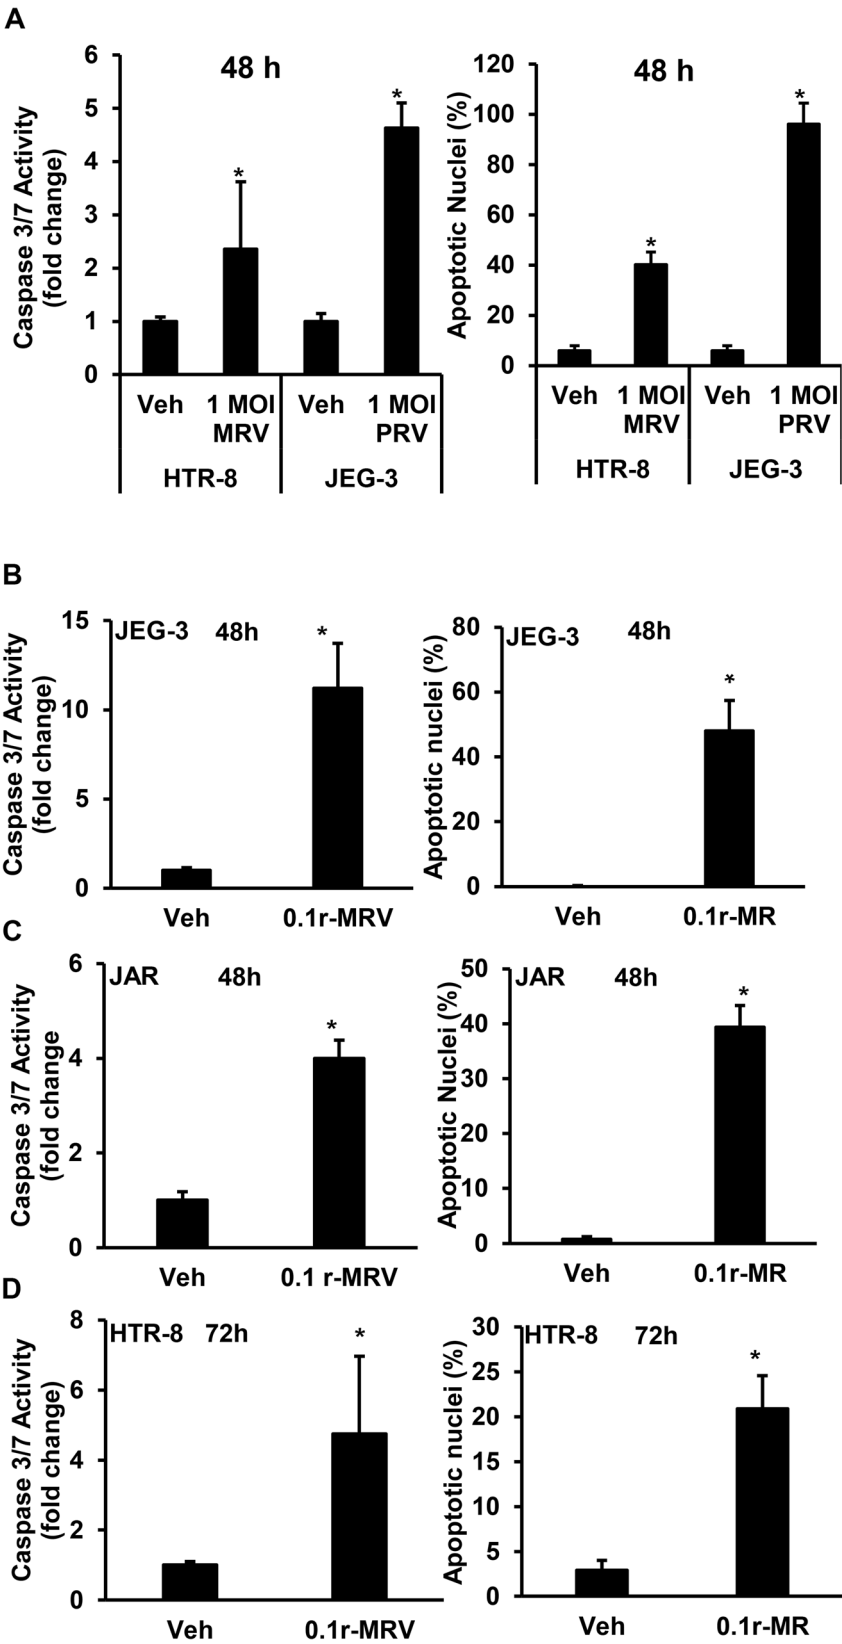 A
48 h
Caspase 3/7 Activity
(fold change)
6
5
4
3
2
1
0
*
*
Veh
1 MOI
MRV
Veh
1 MOI
PRV
HTR-8
JEG-3
48 h
Apoptotic Nuclei (%)
120
100
80
60
40
20
0
*
*
Veh
1 MOI
MRV
Veh
1 MOI
PRV
HTR-8
JEG-3
B
JEG-3 48h
Caspase 3/7 Activity
(fold change)
15
10
5
0
*
Veh
0.1r-MRV
JEG-3 48h
Apoptotic nuclei (%)
80
60
40
20
0
*
Veh
0.1r-MR
C
JAR 48h
Caspase 3/7 Activity
(fold change
6
4
2
0
*
Veh
0.1 r-MRV
JAR 48h
Apoptotic Nuclei (%)
50
40
30
20
10
0
*
Veh
0.1r-MR
D
HTR-8 72h
Caspase 3/7 Activity
(fold change)
8
6
4
2
0
*
Veh
0.1r-MRV
HTR-8 72h
Apoptotic nuclei (%)
30
25
20
15
10
5
0
*
Veh
0.1r-MR